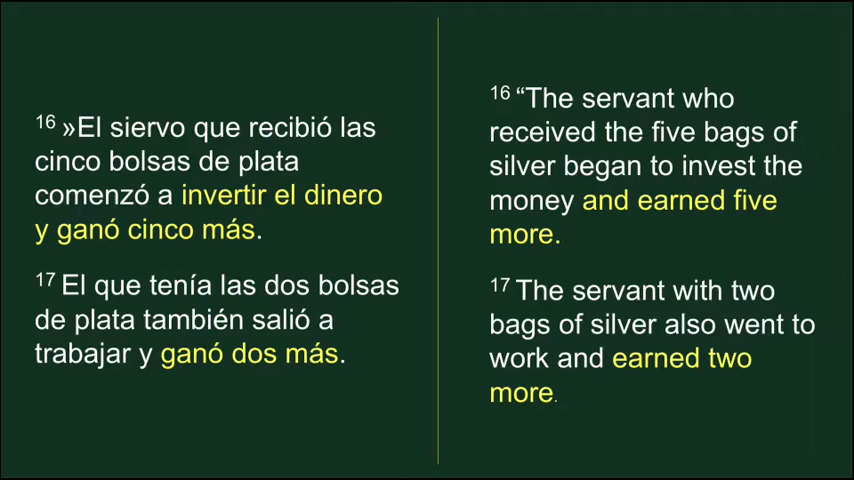 16 »El siervo que recibió las
cinco bolsas de plata
comenzó a invertir el dinero
y ganó cinco más.
17 El que tenía las dos bolsas
de plata también salió a
trabajar y ganó dos más.
16 “The servant who
received the five bags of
silver began to invest the
money and earned five
more.
17 The servant with two
bags of silver also went to
work and earned two
more.